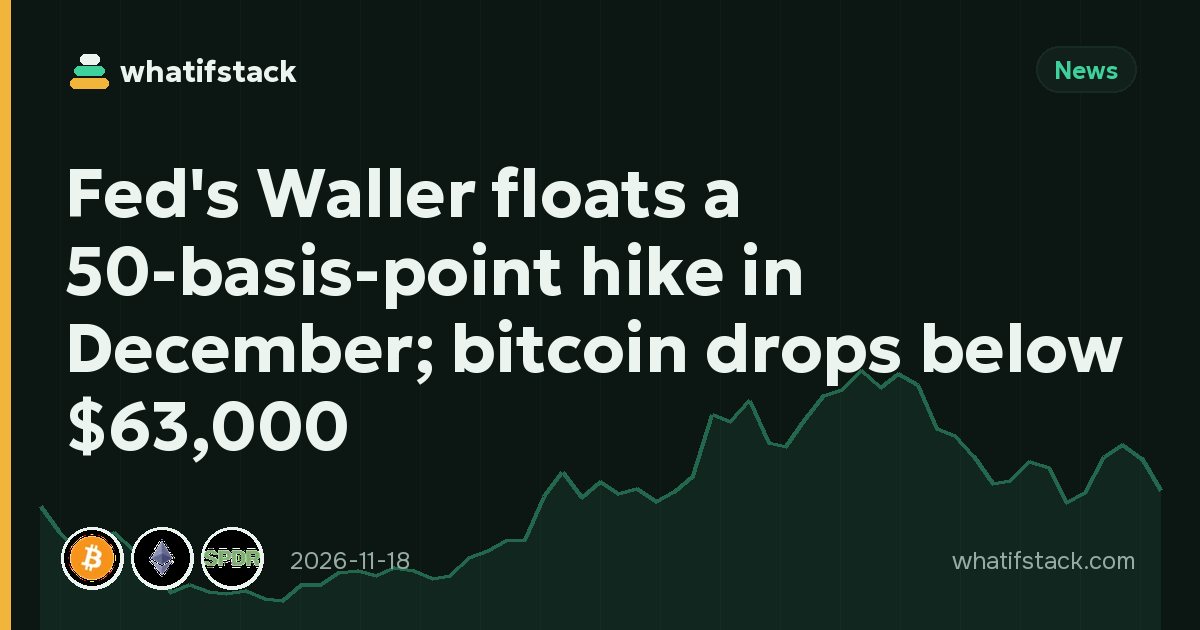 whatifstack
News
Fed's Waller floats a
50-basis-point hike in
December; bitcoin drops below
$63,000
SPDR
2026-11-18
whatifstack.com